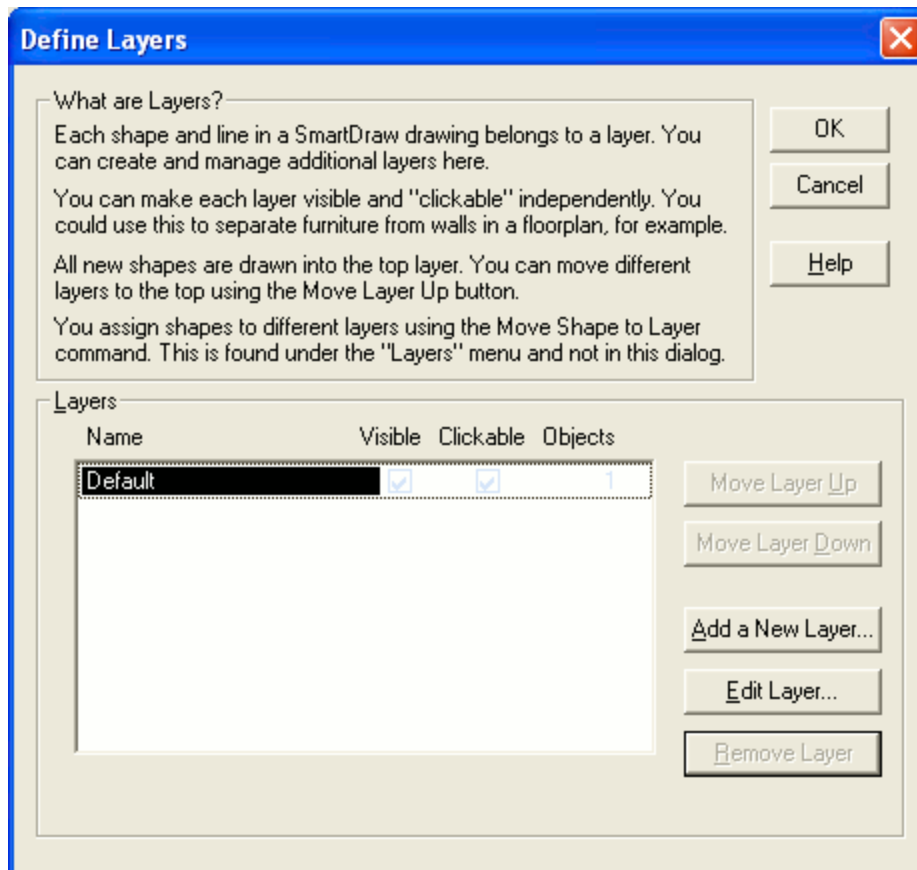 Define Layers
What are Layers?
Each shape and line in a SmartDraw drawing belongs to a layer. You
can create and manage additional layers here.
You can make each layer visible and "clickable" independently. You
could use this to separate furniture from walls in a floorplan, for example.
All new shapes are drawn into the top layer. You can move different
layers to the top using the Move Layer Up button.
You assign shapes to different layers using the Move Shape to Layer
command. This is found under the "Layers" menu and not in this dialog.
OK
Cancel
Help
Layers
Name Visible Clickable Objects
Default 1
Move Layer Up
Move Layer Down
Add a New Layer...
Edit Layer...
Remove Layer